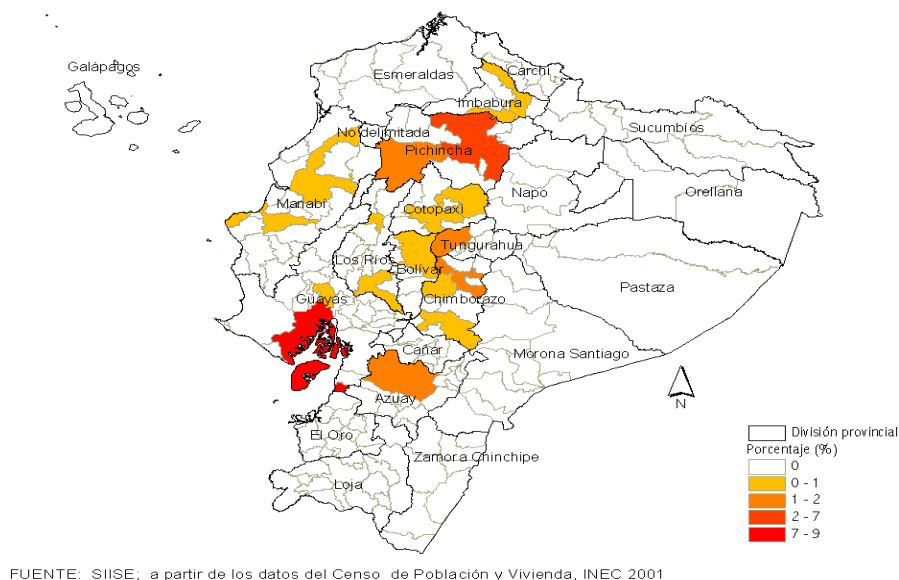 Galápagos
Esmeraldas
Carchi
Imbabura
No delimitada
Sucumbíos
Pichincha
Napo
Orellana
Manabí
Cotopaxi
Tungurahua
Los Ríos
Bolívar
Pastaza
Guayas
Chimborazo
Cañar
Morona Santiago
Azuay
N
El Oro
Zamora Chinchipe
Loja
División provincial
Porcentaje (%)
0
0 - 1
1 - 2
2 - 7
7 - 9
FUENTE: SIISE; a partir de los datos del Censo de Población y Vivienda, INEC 2001